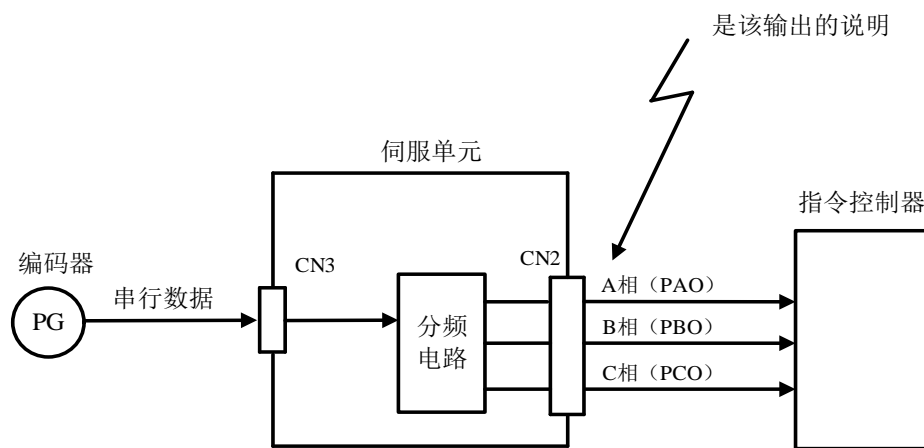 是该输出的说明
伺服单元
指令控制器
编码器
CN3
CN2
PG
串行数据
分频
电路
A相（PAO）
B相（PBO）
C相（PCO）